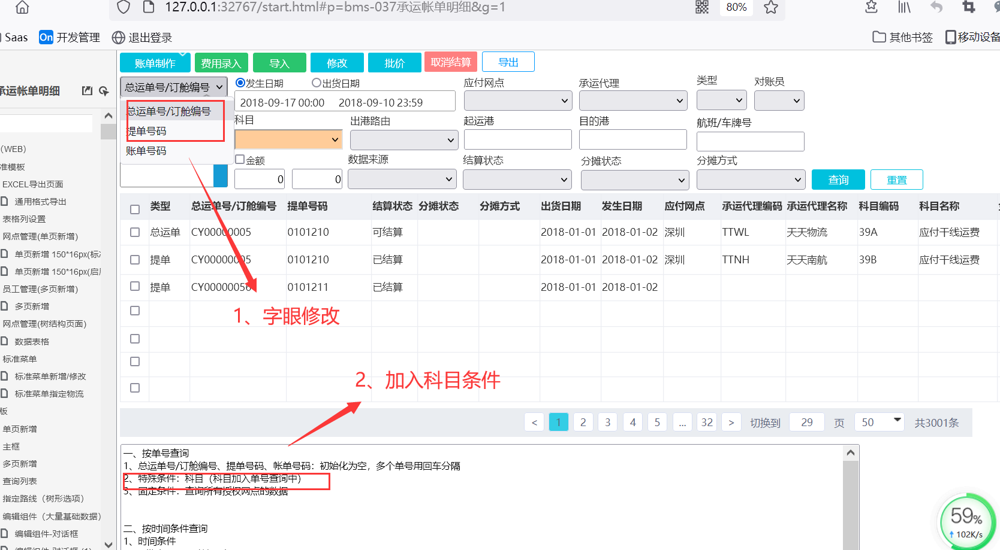 127.0.0.1:32767/start.html#p=bms-037承运帐单明细&g=1
80%
Saas
On 开发管理
退出登录
其他书签
移动设备
承运帐单明细
(WEB)
准模板
EXCEL导出页面
通用格式导出
表格列设置
网点管理(单页新增)
单页新增 150*16px(标准
单页新增 150*16px(启用
员工管理(多页新增)
多页新增
网点管理(树结构页面)
数据表格
标准菜单
标准菜单新增/修改
标准菜单指定物流
版
单页新增
主框
多页新增
查询列表
指定路线（树形选项）
编辑组件（大量基础数据）
编辑组件-对话框
编辑组件-对话框 (1)
账单制作
费用录入
导入
修改
批价
取消结算
导出
总运单号/订舱编号
总运单号/订舱编号
提单号码
账单号码
发生日期
出货日期
2018-09-17 00:00 2018-09-10 23:59
应付网点
承运代理
类型
对账员
科目
出港路由
起运港
目的港
航班/车牌号
金额
0
0
数据来源
结算状态
分摊状态
分摊方式
查询
重置
类型 总运单号/订舱编号 提单号码 结算状态 分摊状态 分摊方式 出货日期 发生日期 应付网点 承运代理编码 承运代理名称 科目编码 科目名称
总运单 CY00000005 0101210 可结算 2018-01-01 2018-01-02 深圳 TTWL 天天物流 39A 应付干线运费
提单 CY00000005 0101210 已结算 2018-01-01 2018-01-02 深圳 TTNH 天天南航 39B 应付干线运费
提单 CY00000056 0101211 已结算 2018-01-01 2018-01-02
1、字眼修改
2、加入科目条件
< 1 2 3 4 5 ... 32 > 切换到 29 页 50 共3001条
一、按单号查询
1、总运单号/订舱编号、提单号码、帐单号码：初始化为空，多个单号用回车分隔
2、特殊条件：科目（科目加入单号查询中）
3、固定条件：查询所有授权网点的数据
二、按时间条件查询
1、时间条件
59%
102K/s